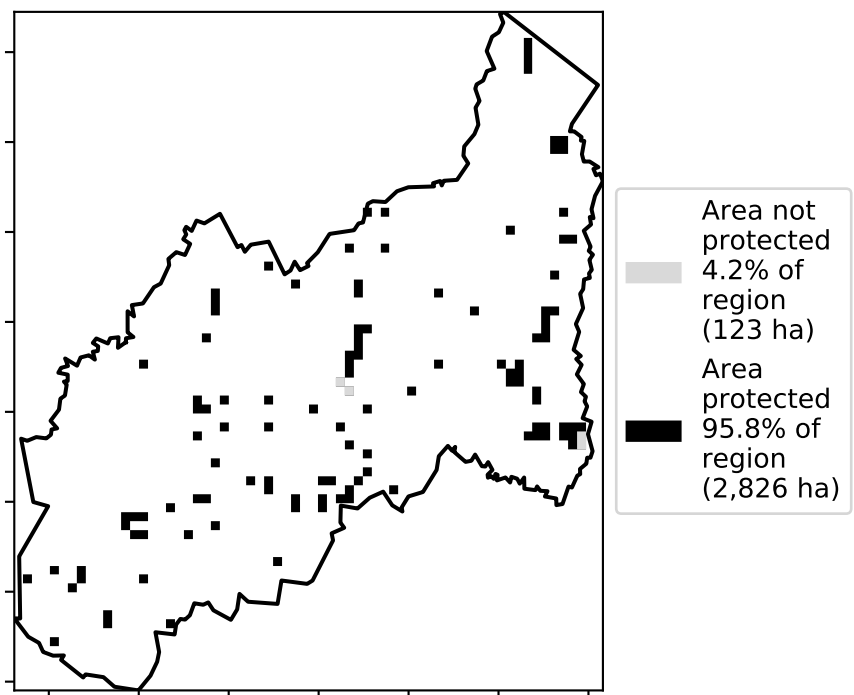 Area not
protected
4.2% of
region
(123 ha)
Area
protected
95.8% of
region
(2,826 ha)